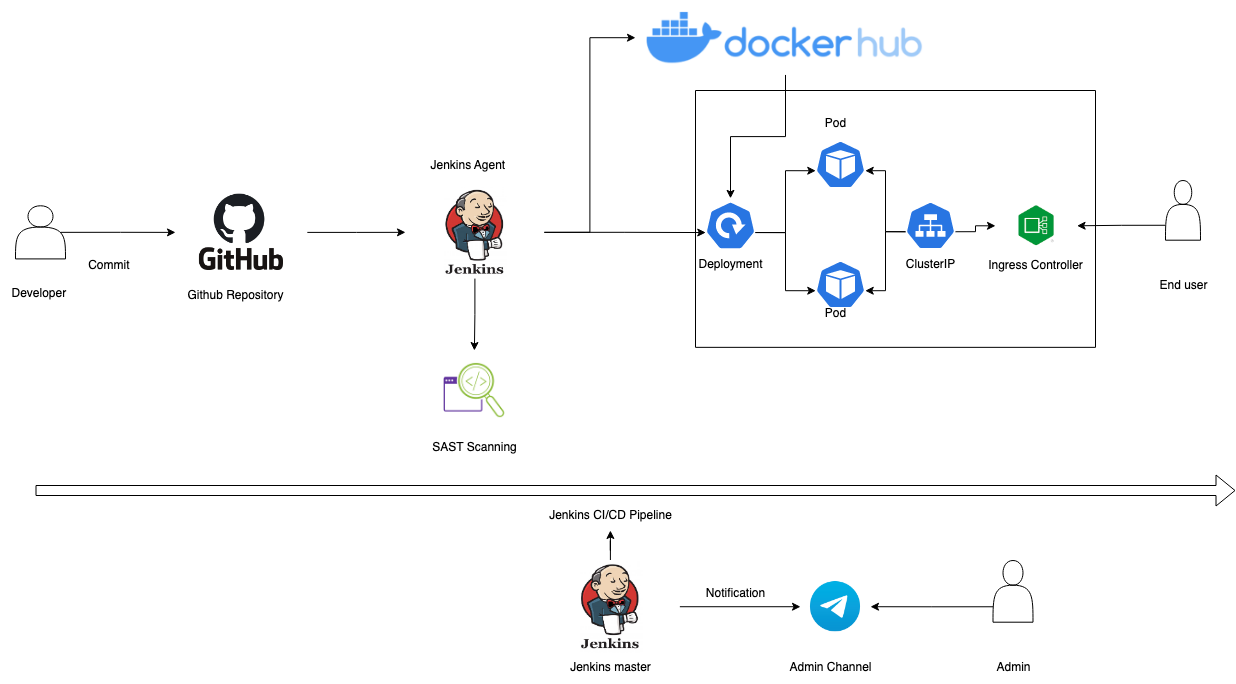 docker hub
Pod
Jenkins Agent
GitHub
Jenkins
Commit
Deployment
ClusterIP
Ingress Controller
Developer
Github Repository
Pod
End user
</>
SAST Scanning
Jenkins CI/CD Pipeline
Notification
Jenkins
Jenkins master
Admin Channel
Admin